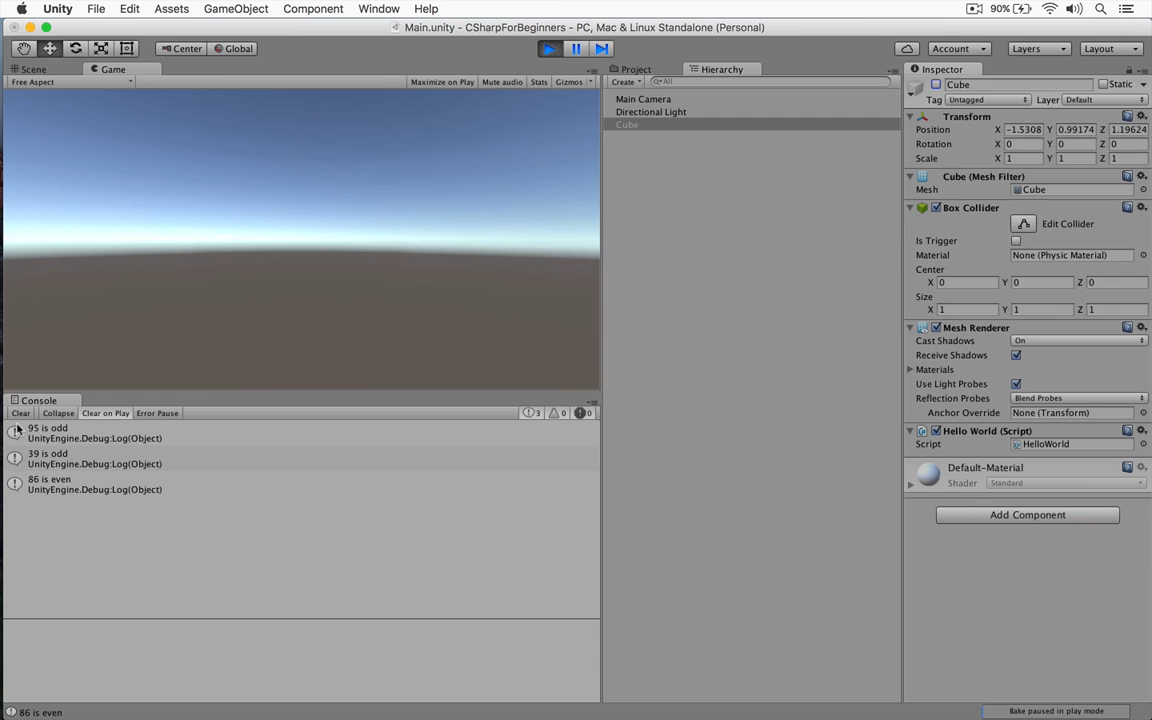 Unity File Edit Assets GameObject Component Window Help 90%
Main.unity - CSharpForBeginners - PC, Mac & Linux Standalone (Personal)
Center Global Account Layers Layout
Scene Game Project Hierarchy Inspector
Free Aspect Maximize on Play Mute audio Stats Gizmos Create All
Main Camera
Directional Light
Cube
Cube Static
Tag Untagged Layer Default
Transform
Position X -1.5308 Y 0.99174 Z 1.19624
Rotation X 0 Y 0 Z 0
Scale X 1 Y 1 Z 1
Cube (Mesh Filter)
Mesh Cube
Box Collider
Edit Collider
Is Trigger
Material None (Physic Material)
Center
X 0 Y 0 Z 0
Size
X 1 Y 1 Z 1
Mesh Renderer
Cast Shadows On
Receive Shadows
Materials
Use Light Probes
Reflection Probes Blend Probes
Anchor Override None (Transform)
Hello World (Script)
Script HelloWorld
Default-Material
Shader Standard
Add Component
Console
Clear Collapse Clear on Play Error Pause 3 0 0
95 is odd
UnityEngine.Debug:Log(Object)
39 is odd
UnityEngine.Debug:Log(Object)
86 is even
UnityEngine.Debug:Log(Object)
86 is even
Bake paused in play mode